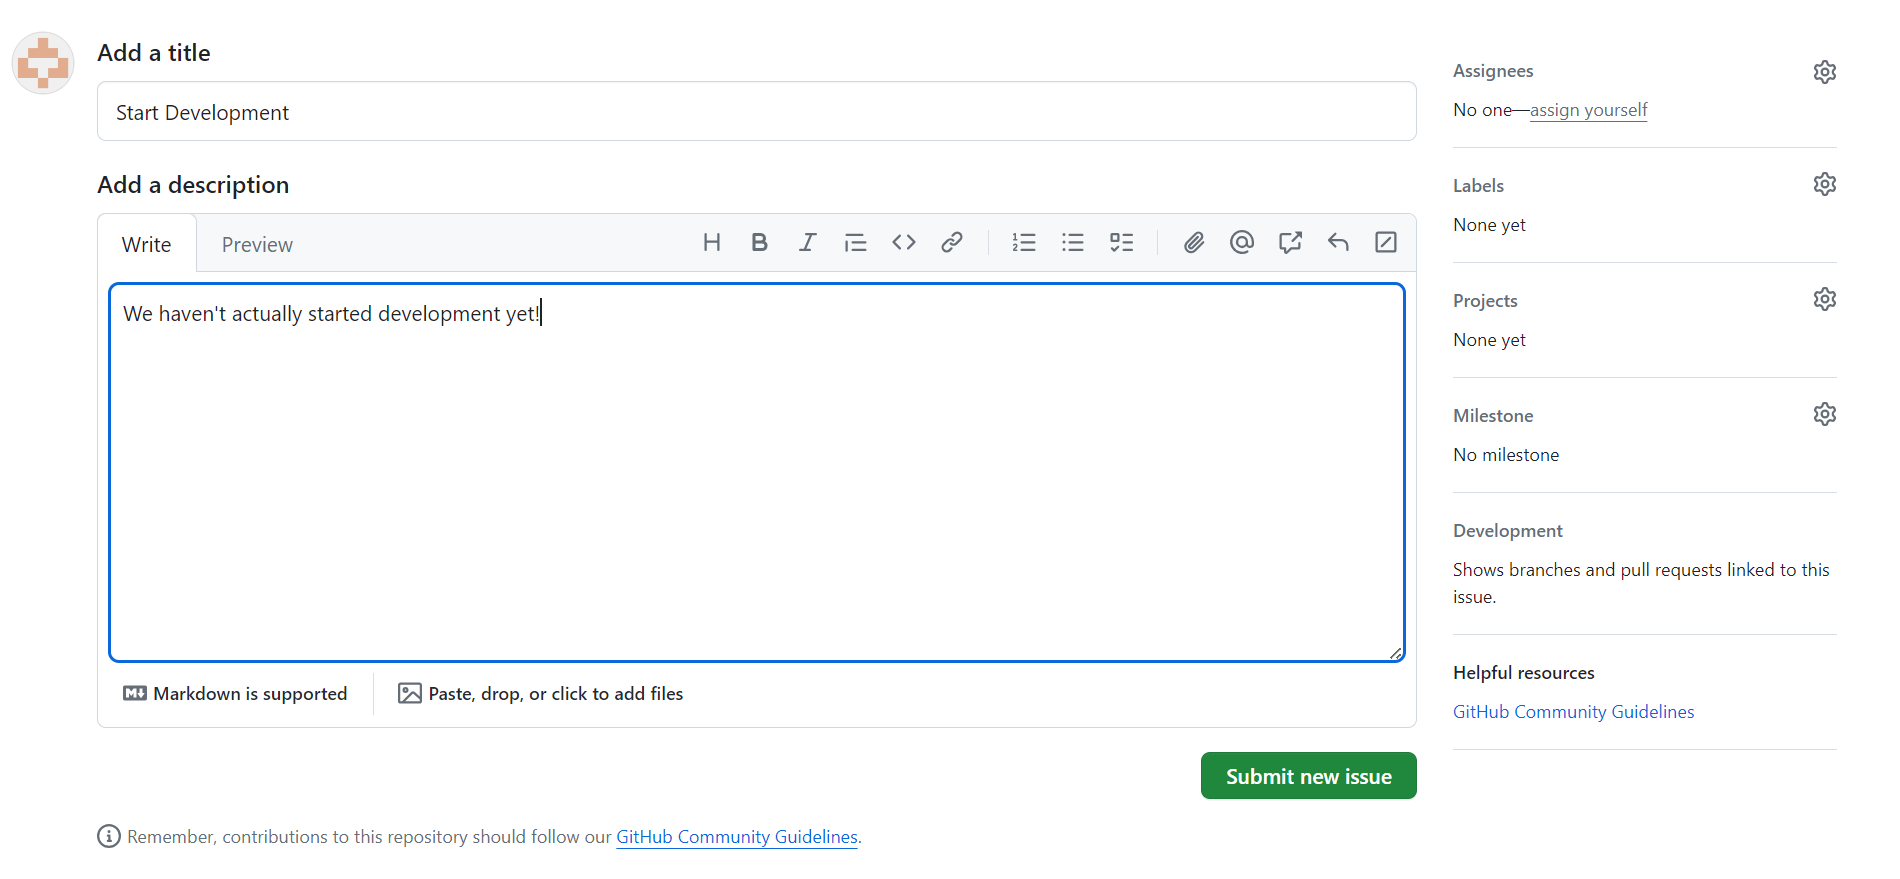 Add a title
Start Development
Add a description
Write Preview
We haven't actually started development yet!
Markdown is supported
Paste, drop, or click to add files
Submit new issue
Remember, contributions to this repository should follow our GitHub Community Guidelines.
Assignees
No one—assign yourself
Labels
None yet
Projects
None yet
Milestone
No milestone
Development
Shows branches and pull requests linked to this
issue.
Helpful resources
GitHub Community Guidelines